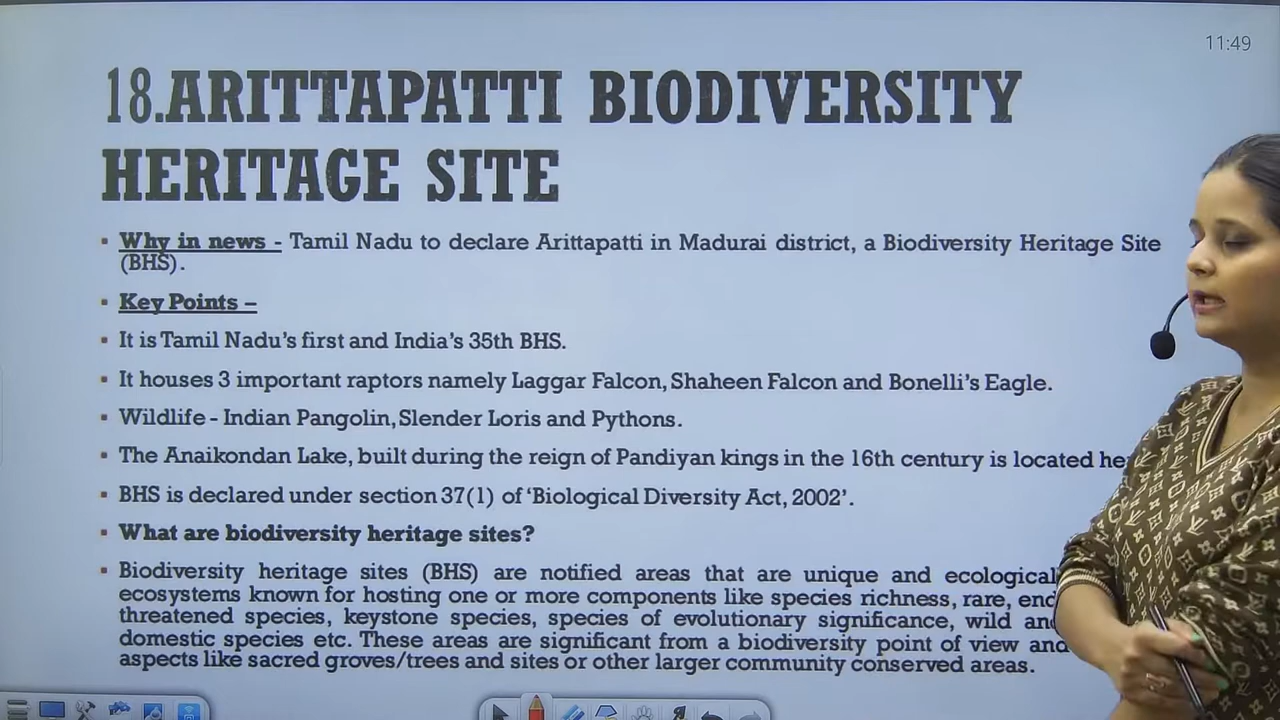 11:49
18.ARITTAPATTI BIODIVERSITY
HERITAGE SITE
▪ Why in news - Tamil Nadu to declare Arittapatti in Madurai district, a Biodiversity Heritage Site
(BHS).
▪ Key Points –
▪ It is Tamil Nadu's first and India's 35th BHS.
▪ It houses 3 important raptors namely Laggar Falcon, Shaheen Falcon and Bonelli's Eagle.
▪ Wildlife - Indian Pangolin, Slender Loris and Pythons.
▪ The Anaikondan Lake, built during the reign of Pandiyan kings in the 16th century is located
▪ BHS is declared under section 37(1) of 'Biological Diversity Act, 2002'.
▪ What are biodiversity heritage sites?
▪ Biodiversity heritage sites (BHS) are notified areas that are unique and
ecosystems known for hosting one or more components like species richness, rare,
threatened species, keystone species, species of evolutionary significance, wild
domestic species etc. These areas are significant from a biodiversity point of view
aspects like sacred groves/trees and sites or other larger community conserved areas.